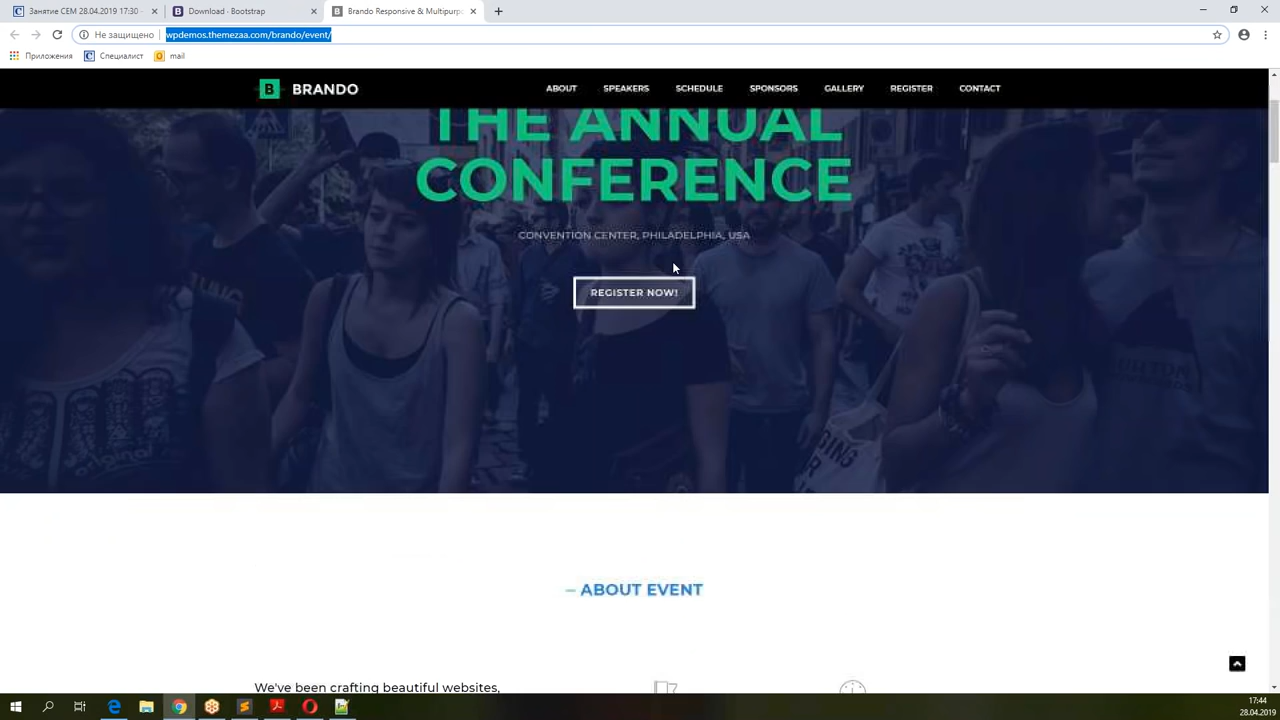 Занятие СЕМ 28.04.2019 17:30 -
Download · Bootstrap
Brando Responsive & Multipurp
Не защищено
wpdemos.themezaa.com/brando/event/
Приложения
Специалист
mail
B BRANDO
ABOUT
SPEAKERS
SCHEDULE
SPONSORS
GALLERY
REGISTER
CONTACT
THE ANNUAL
CONFERENCE
CONVENTION CENTER, PHILADELPHIA, USA
REGISTER NOW!
– ABOUT EVENT
We've been crafting beautiful websites,
17:44
28.04.2019